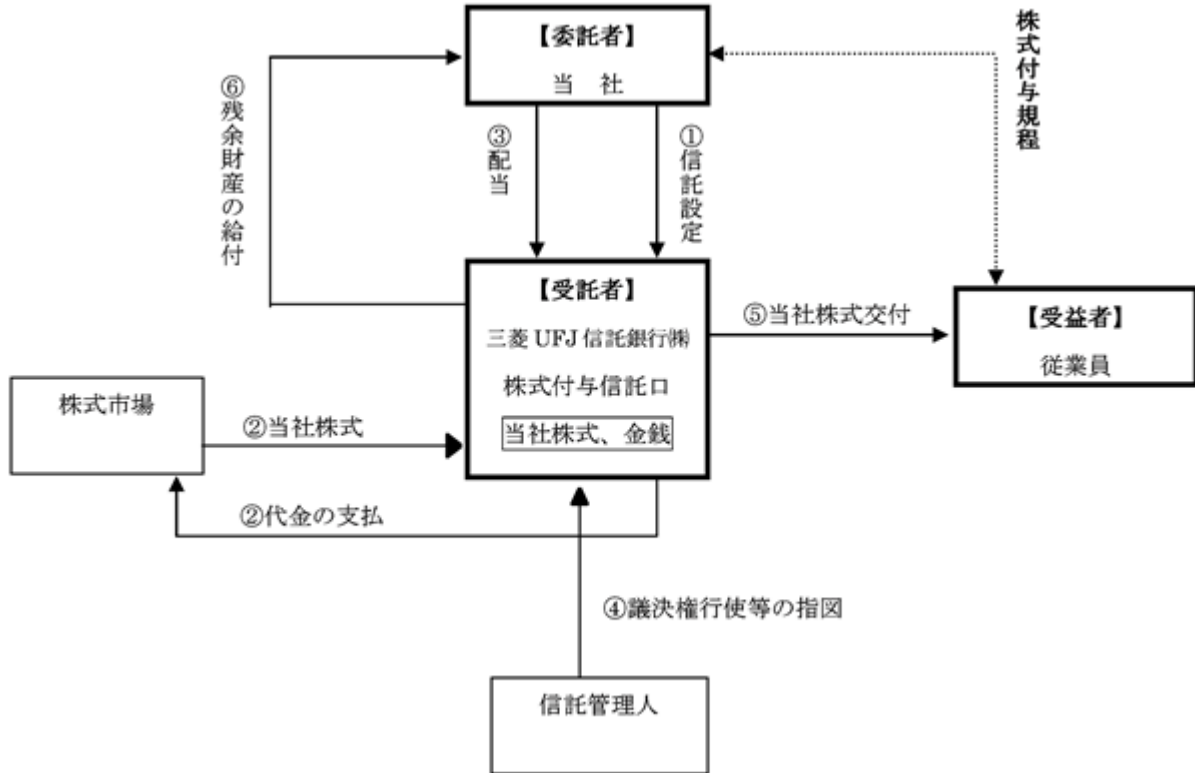 【委託者】
当 社
株式付与規程
⑥残余財産の給付
③配当
①信託設定
【受託者】
三菱 UFJ 信託銀行㈱
株式付与信託口
当社株式、金銭
⑤当社株式交付
【受益者】
従業員
株式市場
②当社株式
②代金の支払
④議決権行使等の指図
信託管理人